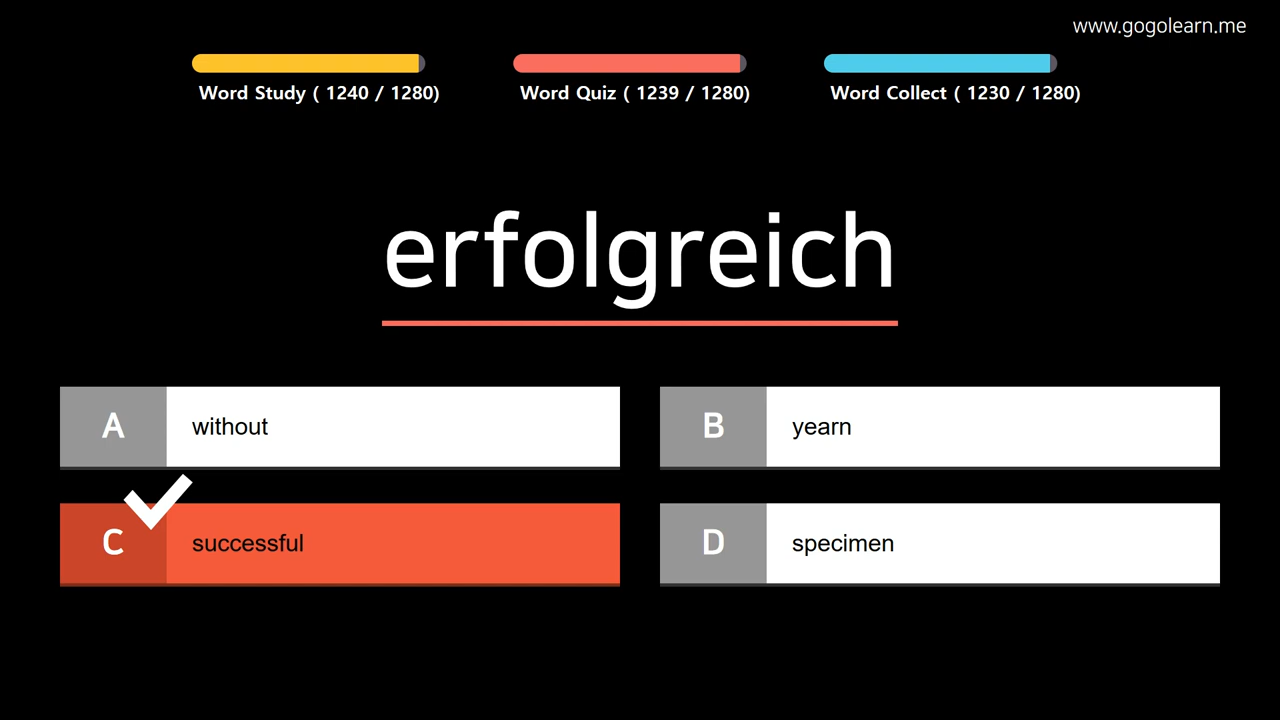 www.gogolearn.me
Word Study ( 1240 / 1280)
Word Quiz ( 1239 / 1280)
Word Collect ( 1230 / 1280)
erfolgreich
A without
B yearn
C successful
D specimen